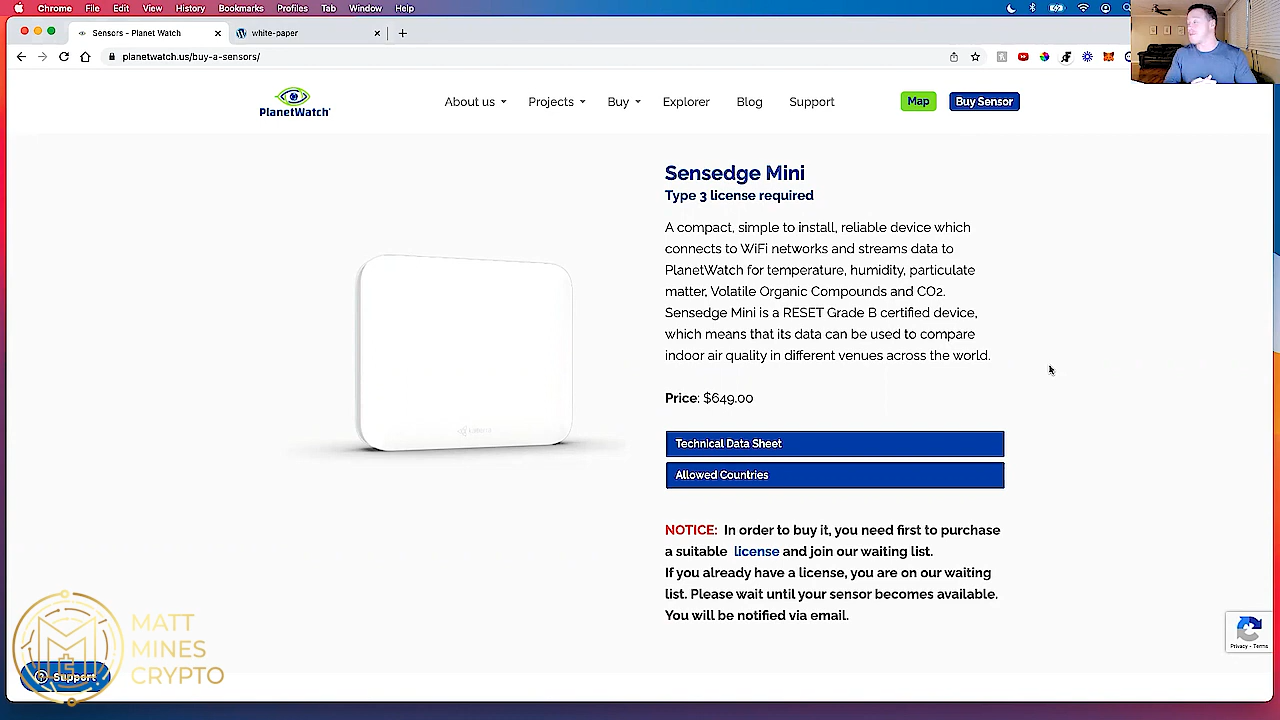 Chrome File Edit View History Bookmarks Profiles Tab Window Help
Sensors - Planet Watch
white-paper
planetwatch.us/buy-a-sensors/
PlanetWatch
About us Projects Buy Explorer Blog Support Map Buy Sensor
Sensedge Mini
Type 3 license required
A compact, simple to install, reliable device which
connects to WiFi networks and streams data to
PlanetWatch for temperature, humidity, particulate
matter, Volatile Organic Compounds and CO2.
Sensedge Mini is a RESET Grade B certified device,
which means that its data can be used to compare
indoor air quality in different venues across the world.
Price: $649.00
Technical Data Sheet
Allowed Countries
NOTICE: In order to buy it, you need first to purchase
a suitable license and join our waiting list.
If you already have a license, you are on our waiting
list. Please wait until your sensor becomes available.
You will be notified via email.
MATT
MINES
CRYPTO
Support
Privacy - Terms